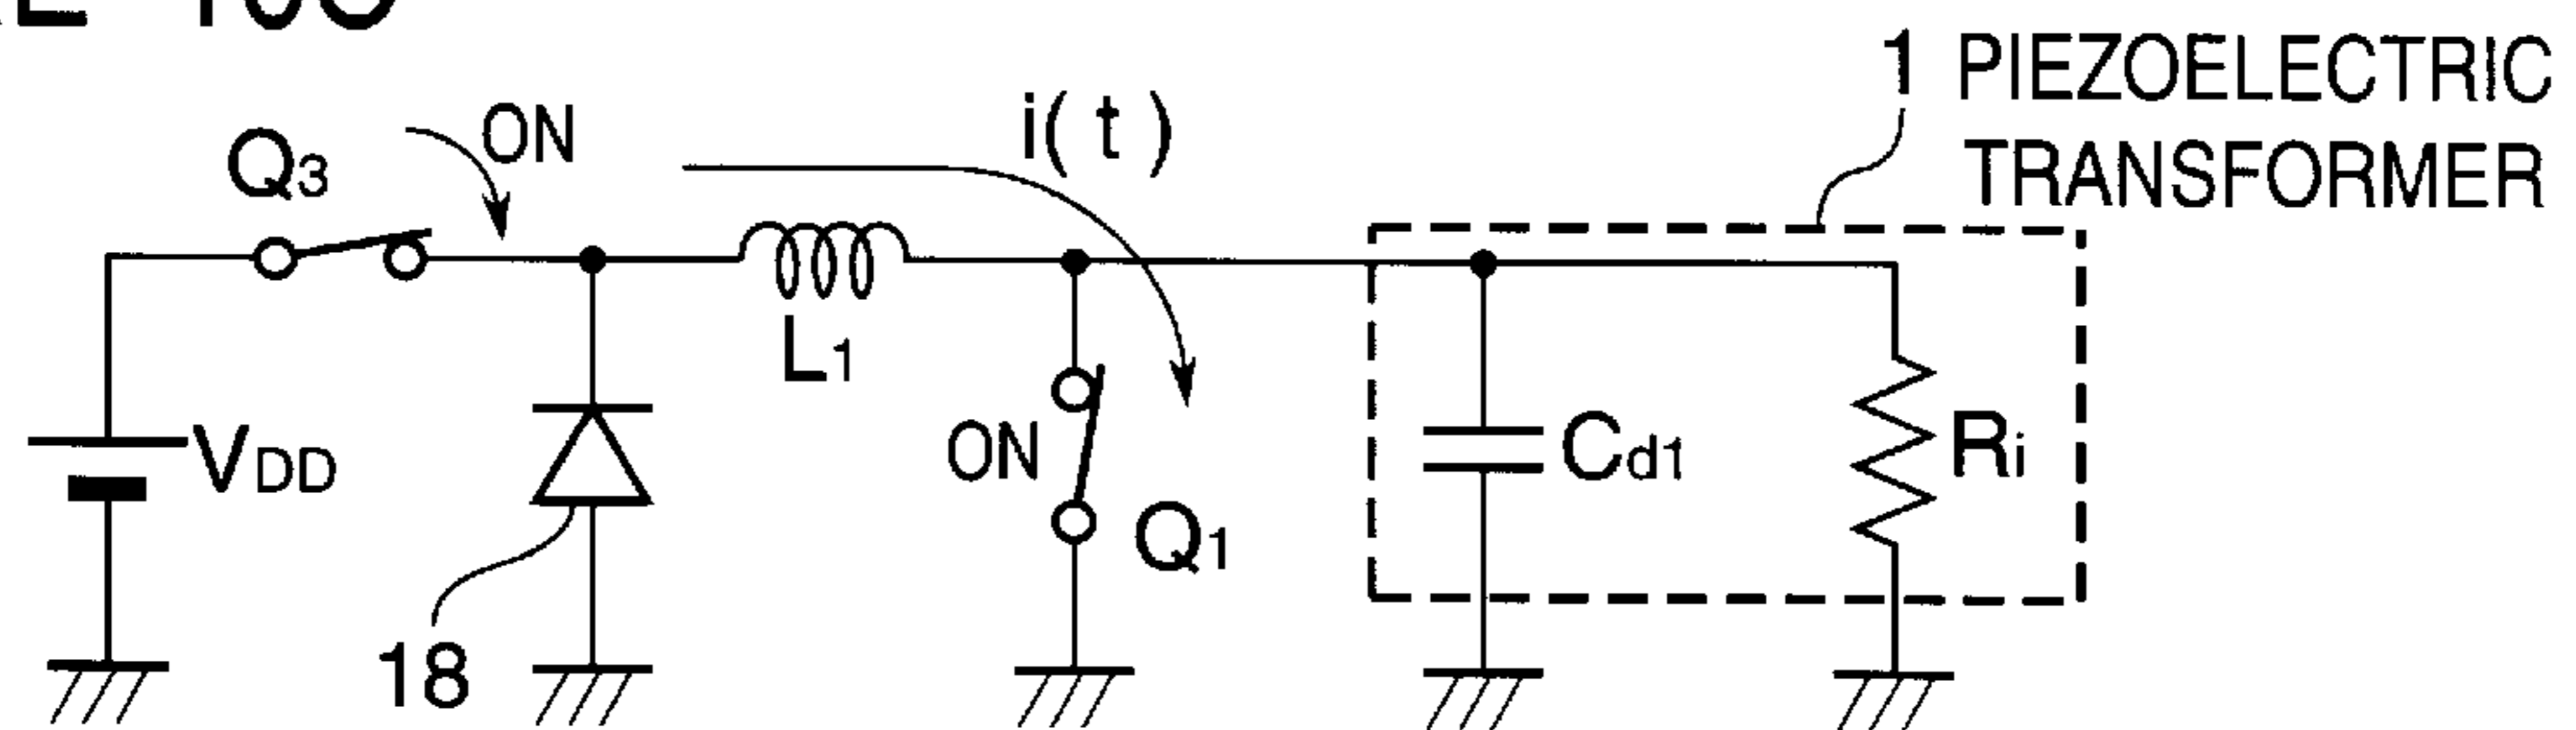 1 PIEZOELECTRIC
TRANSFORMER
i( t )
ON
Q3
L1
VDD
ON
Q1
Cd1
Ri
18